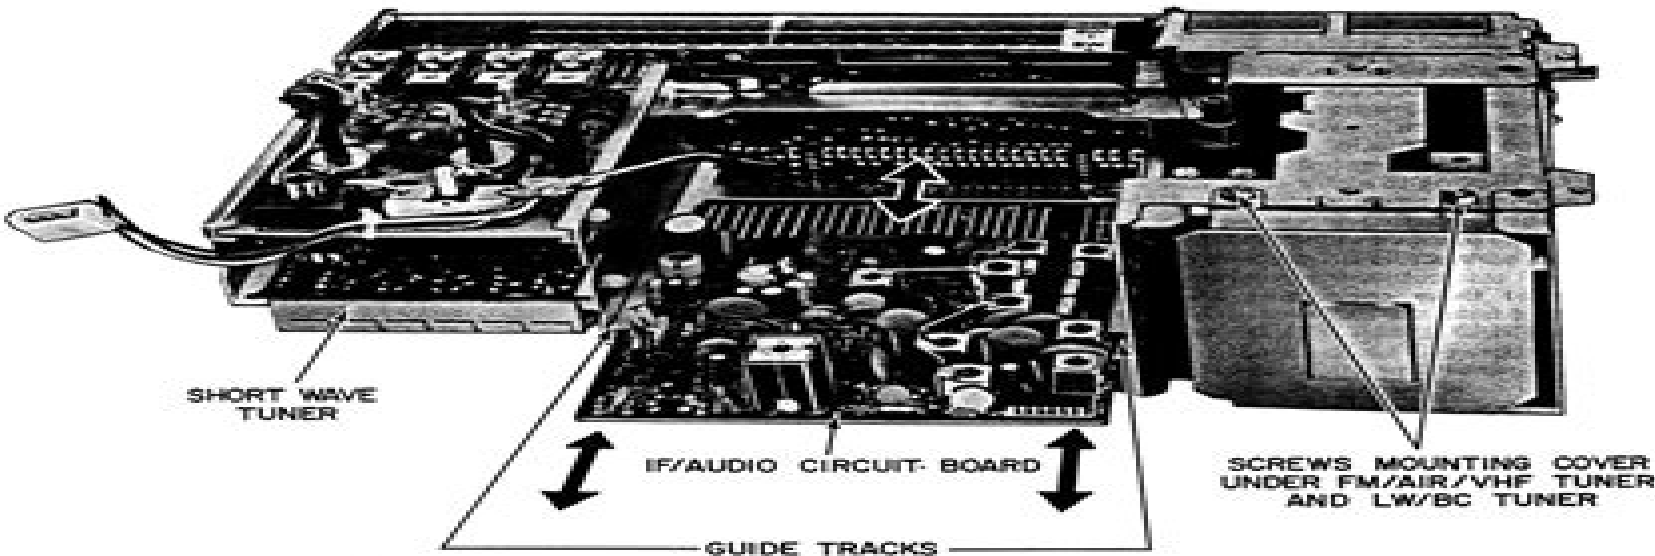 SHORT WAVE
TUNER
IF/AUDIO CIRCUIT- BOARD
SCREWS MOUNTING COVER
UNDER FM/AIR/VHF TUNER
AND LW/BC TUNER
GUIDE TRACKS